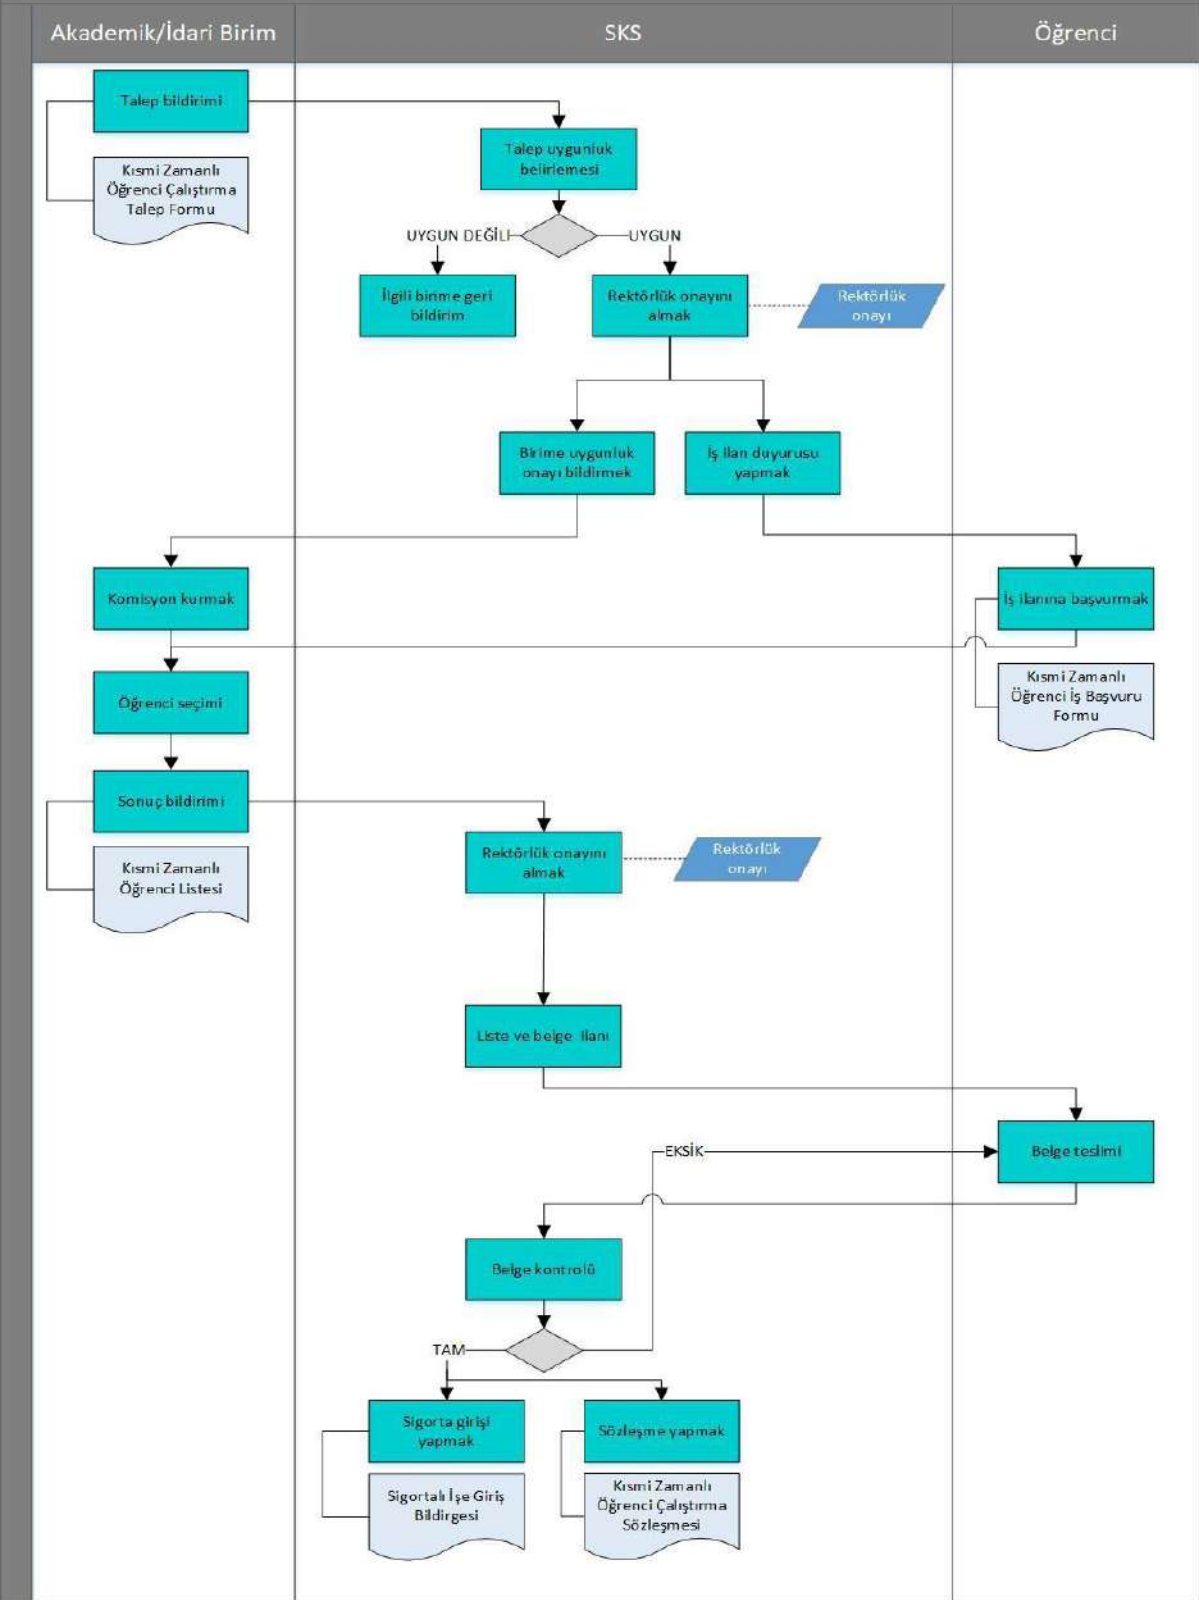 Akademik/İdari Birim
SKS
Öğrenci
Talep bildirimi
Kısmi Zamanlı
Öğrenci Çalıştırma
Talep Formu
Talep uygunluk
belirlemesi
UYGUN DEĞİL
UYGUN
İlgili birime geri
bildirim
Rektörlük onayını
almak
Rektörlük
onayı
Birime uygunluk
onayı bildirmek
İş ilan duyurusu
yapmak
Komisyon kurmak
İş ilanına başvurmak
Kısmi Zamanlı
Öğrenci İş Başvuru
Formu
Öğrenci seçimi
Sonuç bildirimi
Kısmi Zamanlı
Öğrenci Listesi
Rektörlük onayını
almak
Rektörlük
onayı
Liste ve belge ilanı
Belge teslimi
EKSİK
Belge kontrolü
TAM
Sigorta girişi
yapmak
Sözleşme yapmak
Sigortalı İşe Giriş
Bildirgesi
Kısmi Zamanlı
Öğrenci Çalıştırma
Sözleşmesi